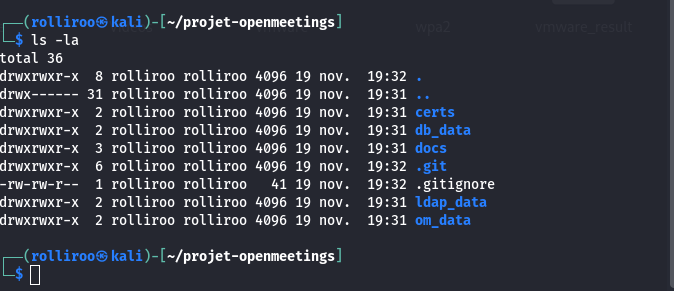 wpa2 vmware_result
┌──(rolliroo㉿kali)-[~/projet-openmeetings]
└─$ ls -la
total 36
drwxrwxr-x  8 rolliroo rolliroo 4096 19 nov.  19:32 .
drwx------ 31 rolliroo rolliroo 4096 19 nov.  19:31 ..
drwxrwxr-x  2 rolliroo rolliroo 4096 19 nov.  19:31 certs
drwxrwxr-x  2 rolliroo rolliroo 4096 19 nov.  19:31 db_data
drwxrwxr-x  3 rolliroo rolliroo 4096 19 nov.  19:31 docs
drwxrwxr-x  6 rolliroo rolliroo 4096 19 nov.  19:32 .git
-rw-rw-r--  1 rolliroo rolliroo   41 19 nov.  19:32 .gitignore
drwxrwxr-x  2 rolliroo rolliroo 4096 19 nov.  19:31 ldap_data
drwxrwxr-x  2 rolliroo rolliroo 4096 19 nov.  19:31 om_data
┌──(rolliroo㉿kali)-[~/projet-openmeetings]
└─$